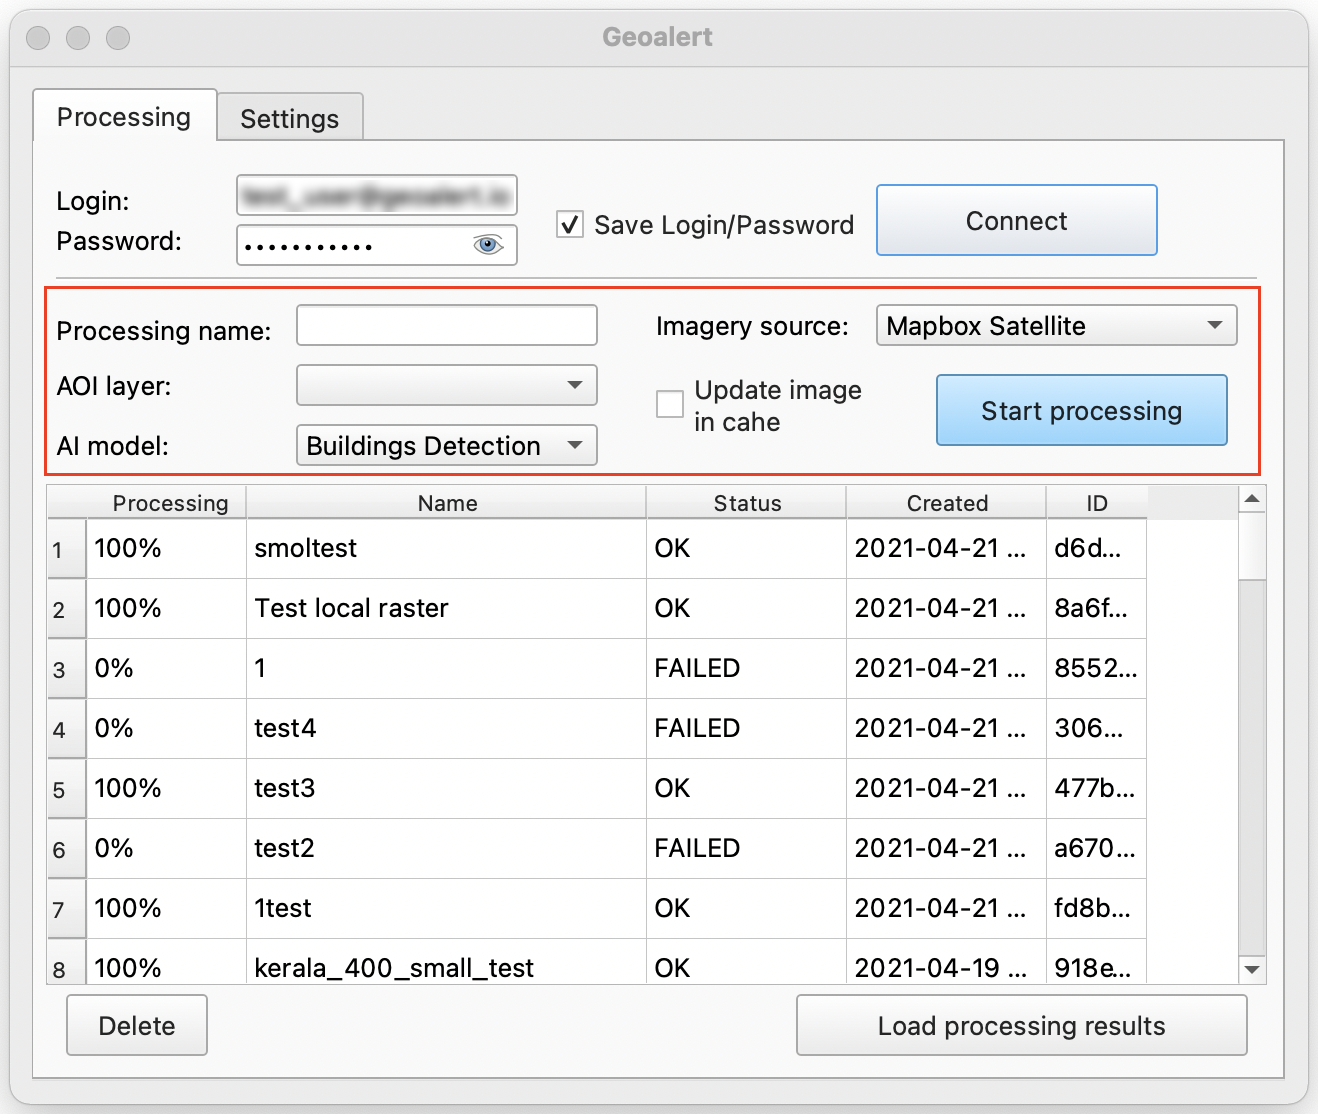 Geoalert
Processing
Settings
Login:
Password:
Save Login/Password
Connect
Processing name:
Imagery source: Mapbox Satellite
AOI layer:
Update image
in cahe
Start processing
AI model: Buildings Detection
Processing Name Status Created ID
1 100% smoltest OK 2021-04-21 ... d6d...
2 100% Test local raster OK 2021-04-21 ... 8a6f...
3 0% 1 FAILED 2021-04-21 ... 8552...
4 0% test4 FAILED 2021-04-21 ... 306...
5 100% test3 OK 2021-04-21 ... 477b...
6 0% test2 FAILED 2021-04-21 ... a670...
7 100% 1test OK 2021-04-21 ... fd8b...
8 100% kerala_400_small_test OK 2021-04-19 ... 918e...
Delete
Load processing results